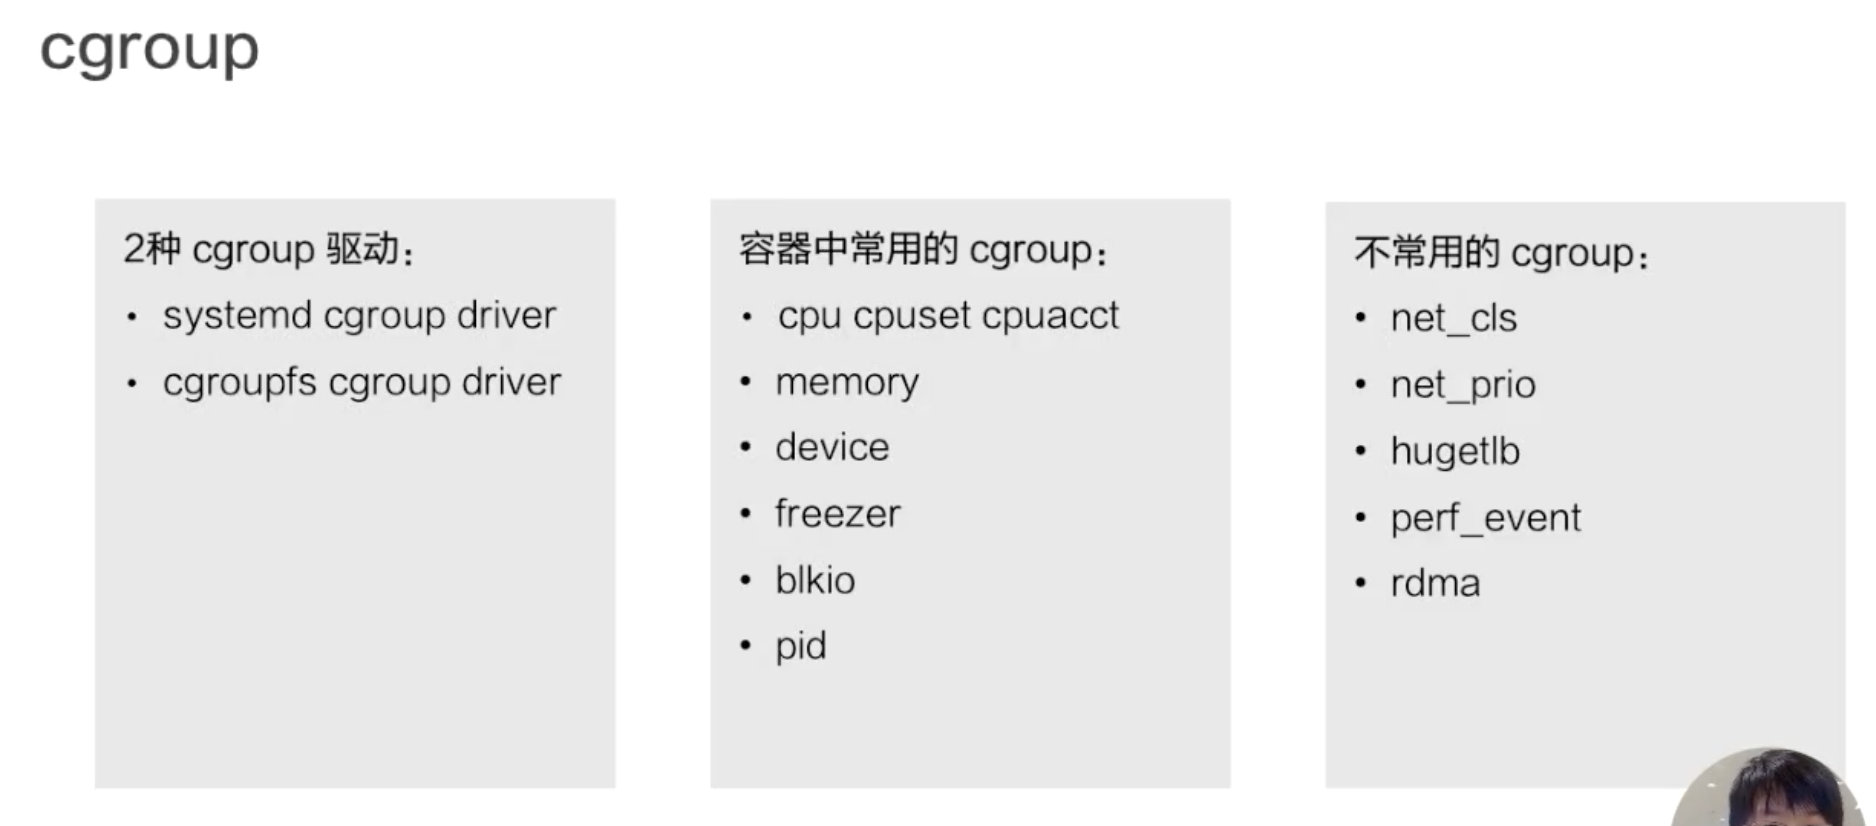 cgroup
2种 cgroup 驱动：
• systemd cgroup driver
• cgroupfs cgroup driver
容器中常用的 cgroup：
• cpu cpuset cpuacct
• memory
• device
• freezer
• blkio
• pid
不常用的 cgroup：
• net_cls
• net_prio
• hugetlb
• perf_event
• rdma